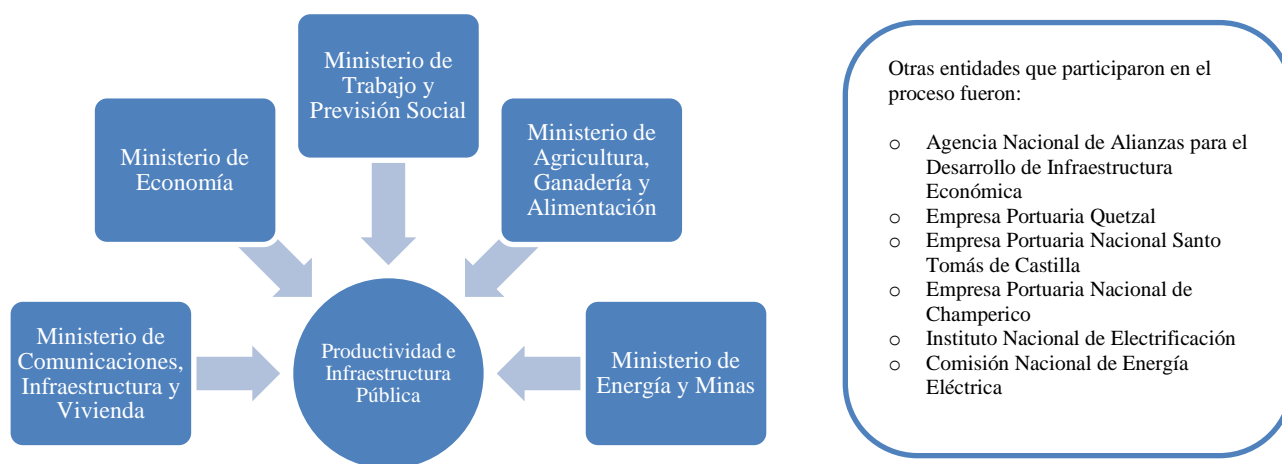 Ministerio de
Trabajo y
Previsión Social
Ministerio de
Economía
Ministerio de
Agricultura,
Ganadería y
Alimentación
Ministerio de
Comunicaciones,
Infraestructura y
Vivienda
Productividad e
Infraestructura
Pública
Ministerio de
Energía y Minas
Otras entidades que participaron en el
proceso fueron:
o Agencia Nacional de Alianzas para el
Desarrollo de Infraestructura
Económica
o Empresa Portuaria Quetzal
o Empresa Portuaria Nacional Santo
Tomás de Castilla
o Empresa Portuaria Nacional de
Champerico
o Instituto Nacional de Electrificación
o Comisión Nacional de Energía
Eléctrica